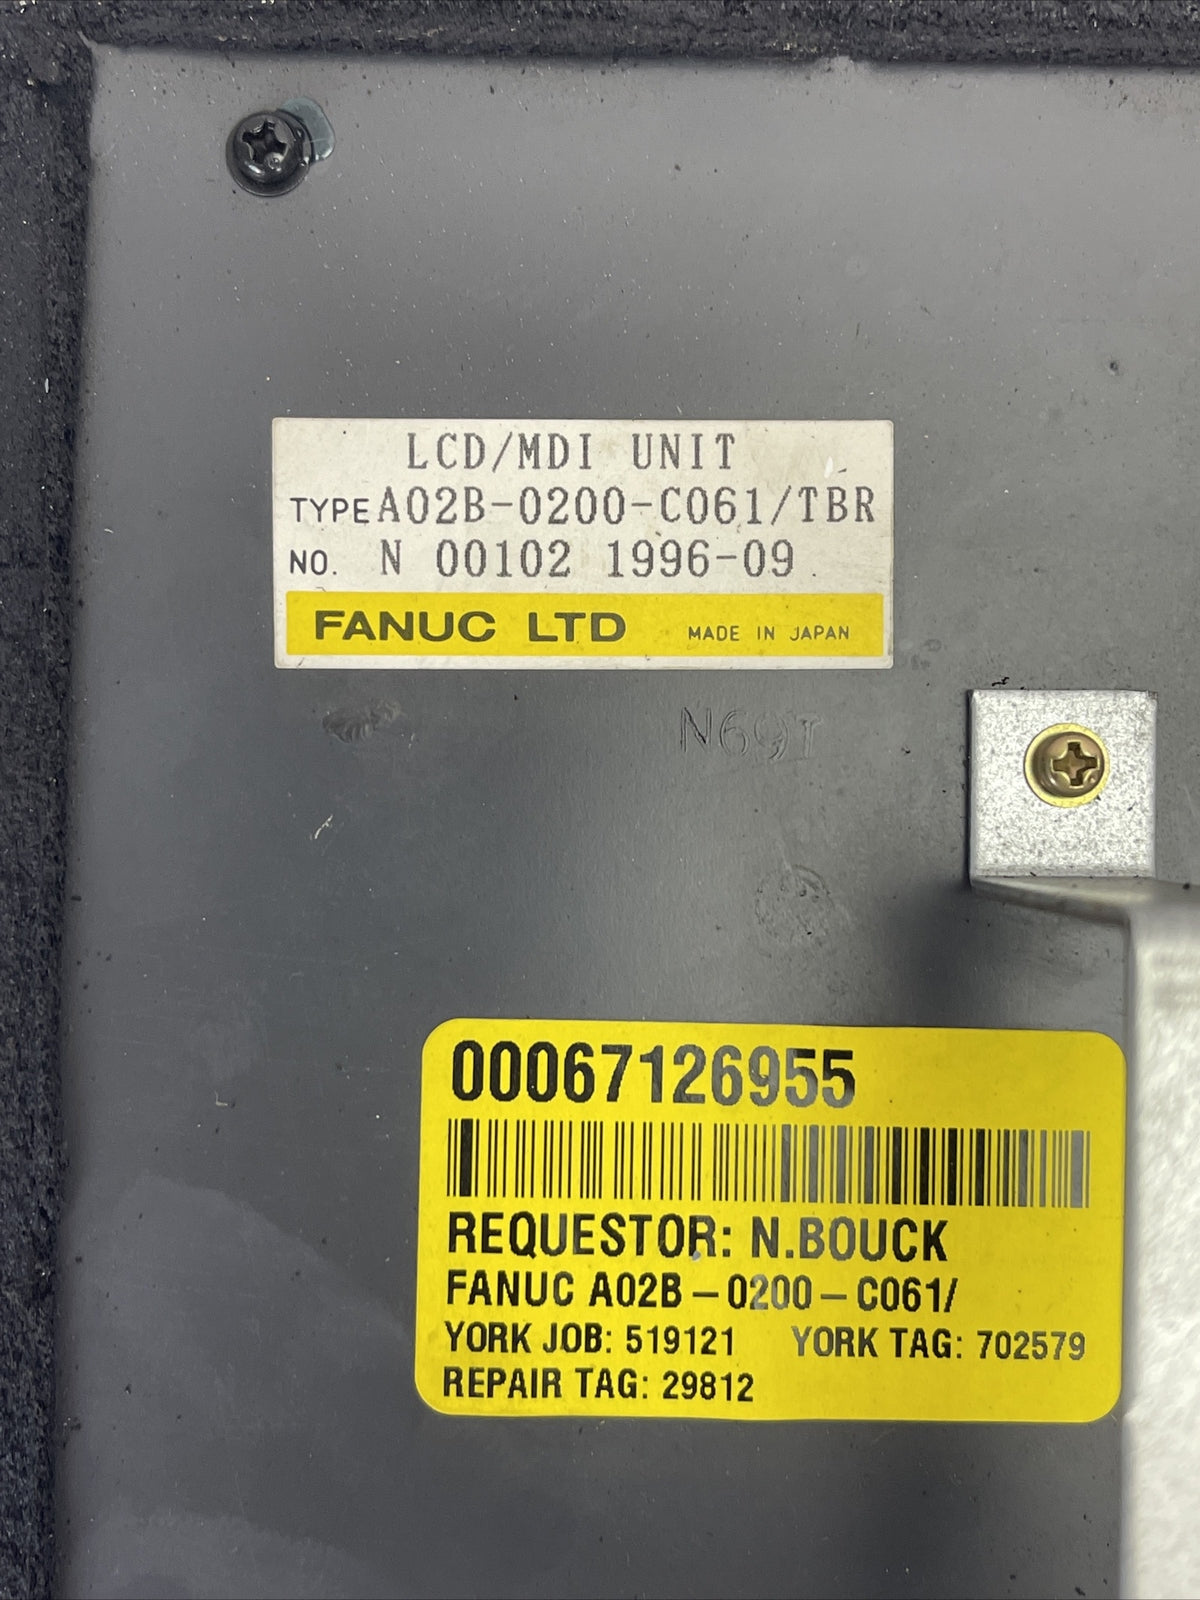 LCD/MDI UNIT
TYPE A02B-0200-C061/TBR
NO. N 00102 1996-09
FANUC LTD MADE IN JAPAN
N69T
00067126955
REQUESTOR: N.BOUCK
FANUC A02B – 0200 – C061/
YORK JOB: 519121 YORK TAG: 702579
REPAIR TAG: 29812